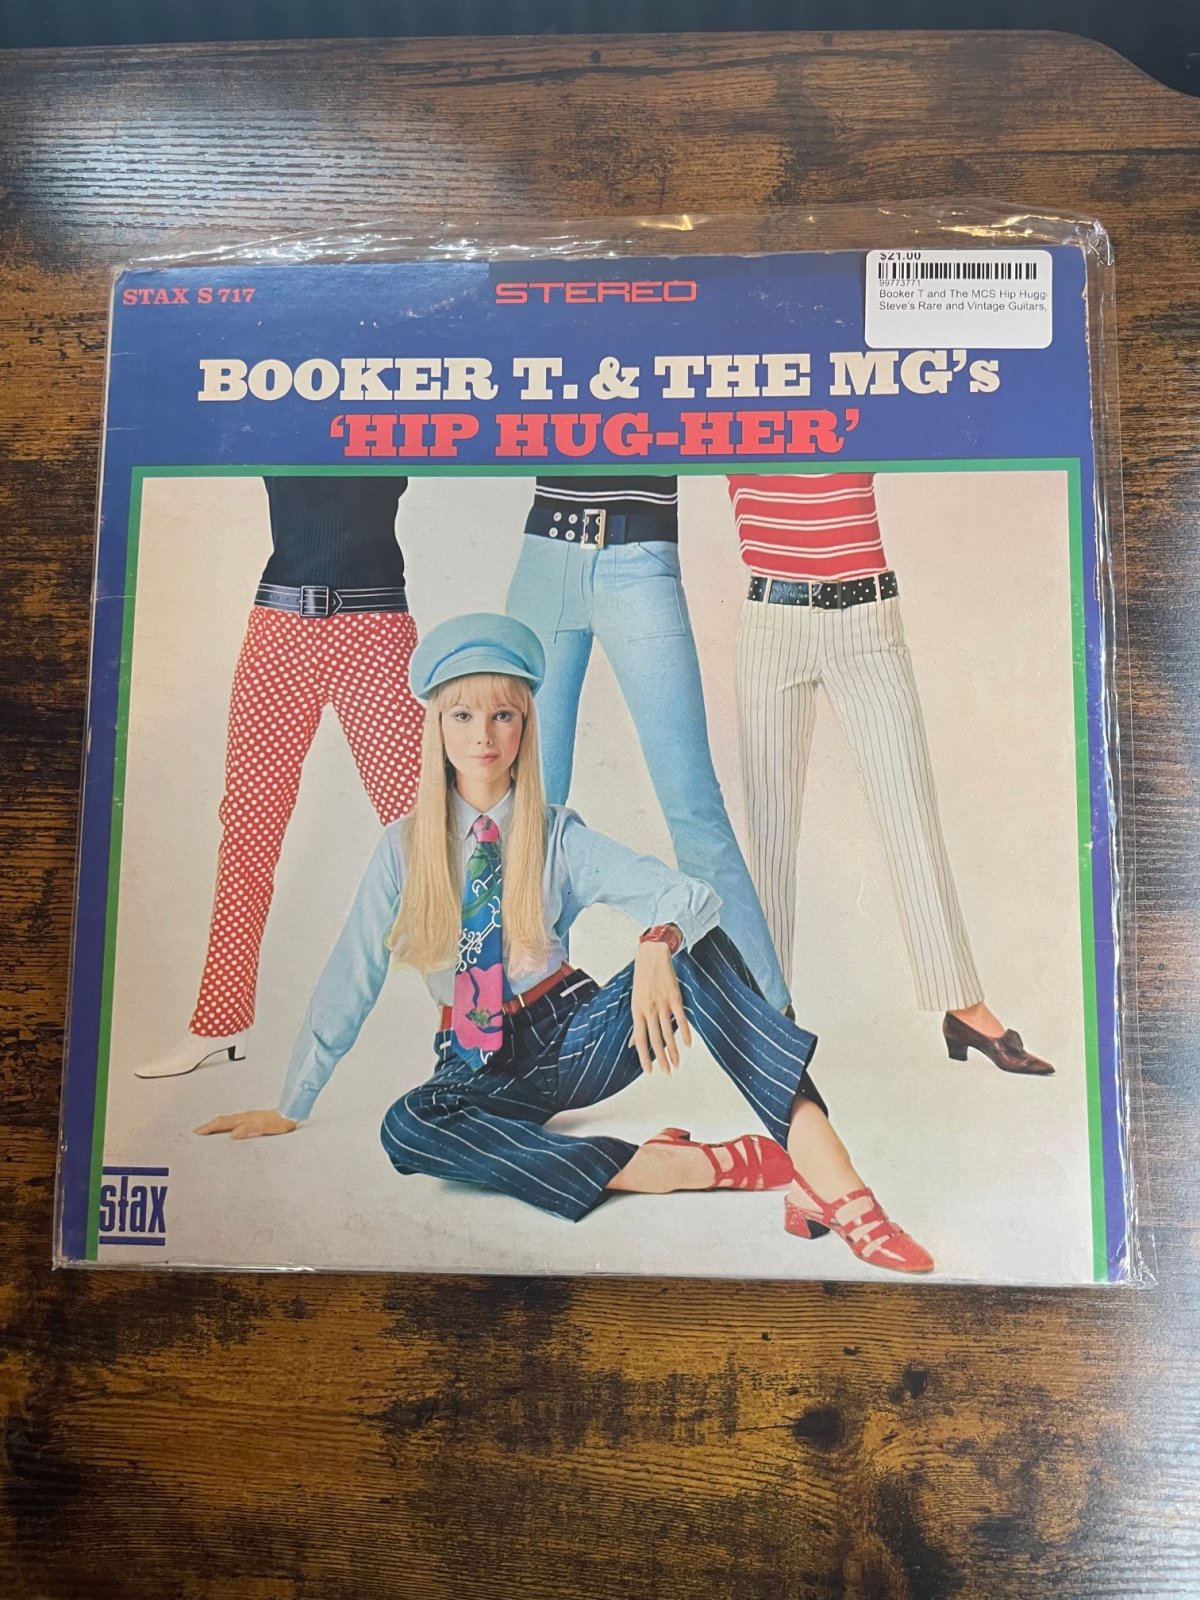 $21.00
99773771
Booker T and The MCS Hip Hugg
Steve's Rare and Vintage Guitars,
STAX S 717
STEREO
BOOKER T. & THE MG's
‘HIP HUG-HER’
stax